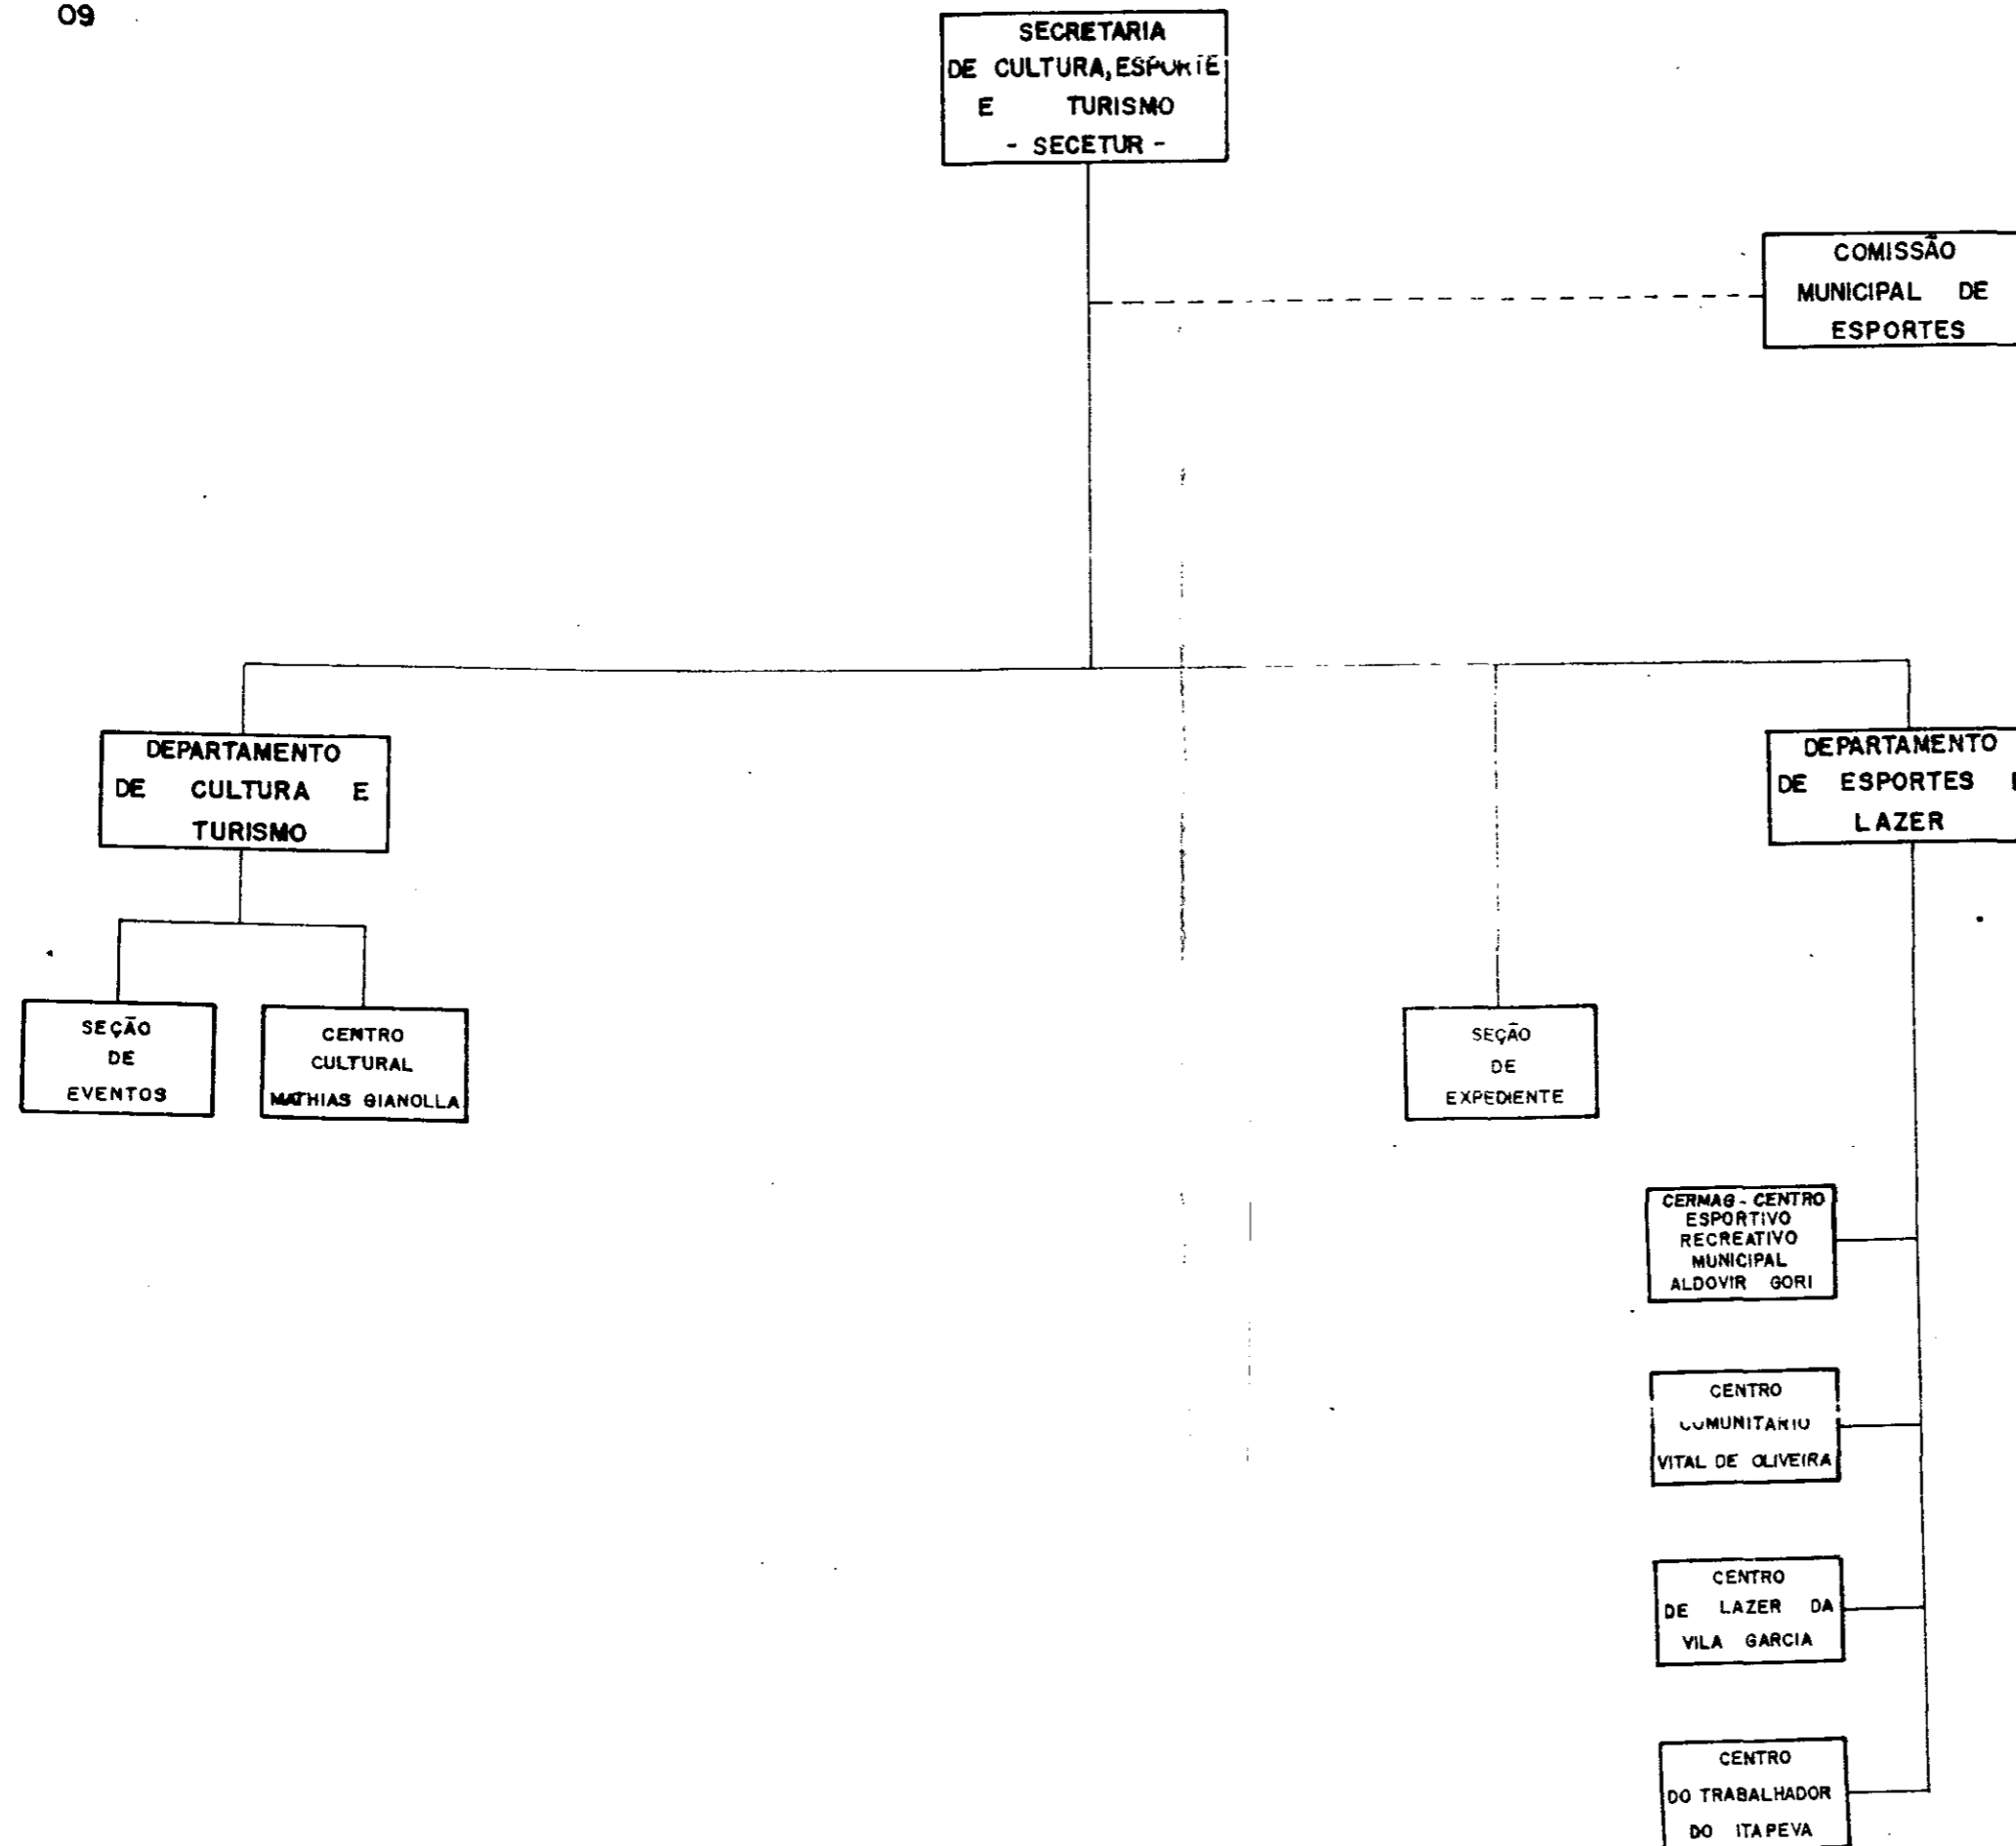 09
SECRETARIA
DE CULTURA, ESPORTE
E TURISMO
- SECETUR -
COMISSÃO
MUNICIPAL DE
ESPORTES
DEPARTAMENTO
DE CULTURA E
TURISMO
DEPARTAMENTO
DE ESPORTES
LAZER
SEÇÃO
DE
EVENTOS
CENTRO
CULTURAL
MATHIAS GIANOLLA
SEÇÃO
DE
EXPEDIENTE
CERMAG - CENTRO
ESPORTIVO
RECREATIVO
MUNICIPAL
ALDOVIR GORI
CENTRO
COMUNITÁRIO
VITAL DE OLIVEIRA
CENTRO
DE LAZER DA
VILA GARCIA
CENTRO
DO TRABALHADOR
DO ITAPEVA